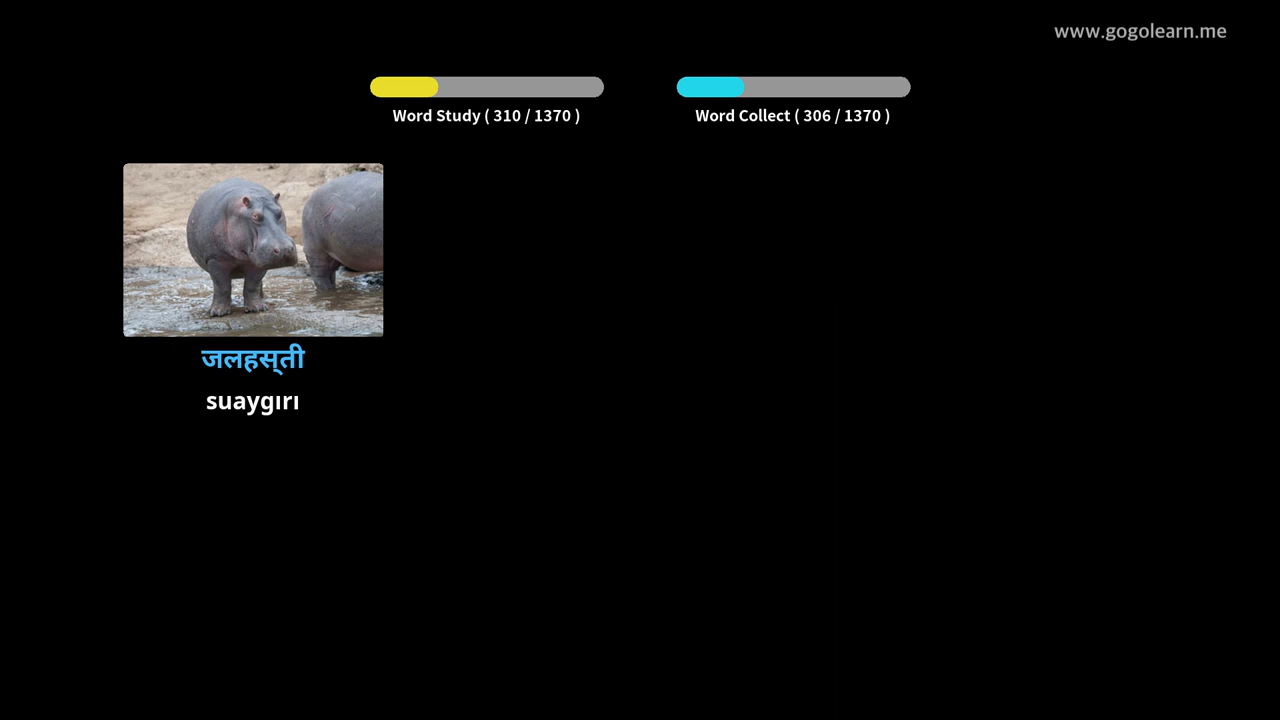 www.gogolearn.me
Word Study ( 310 / 1370 )
Word Collect ( 306 / 1370 )
जलहस्ती
suaygırı